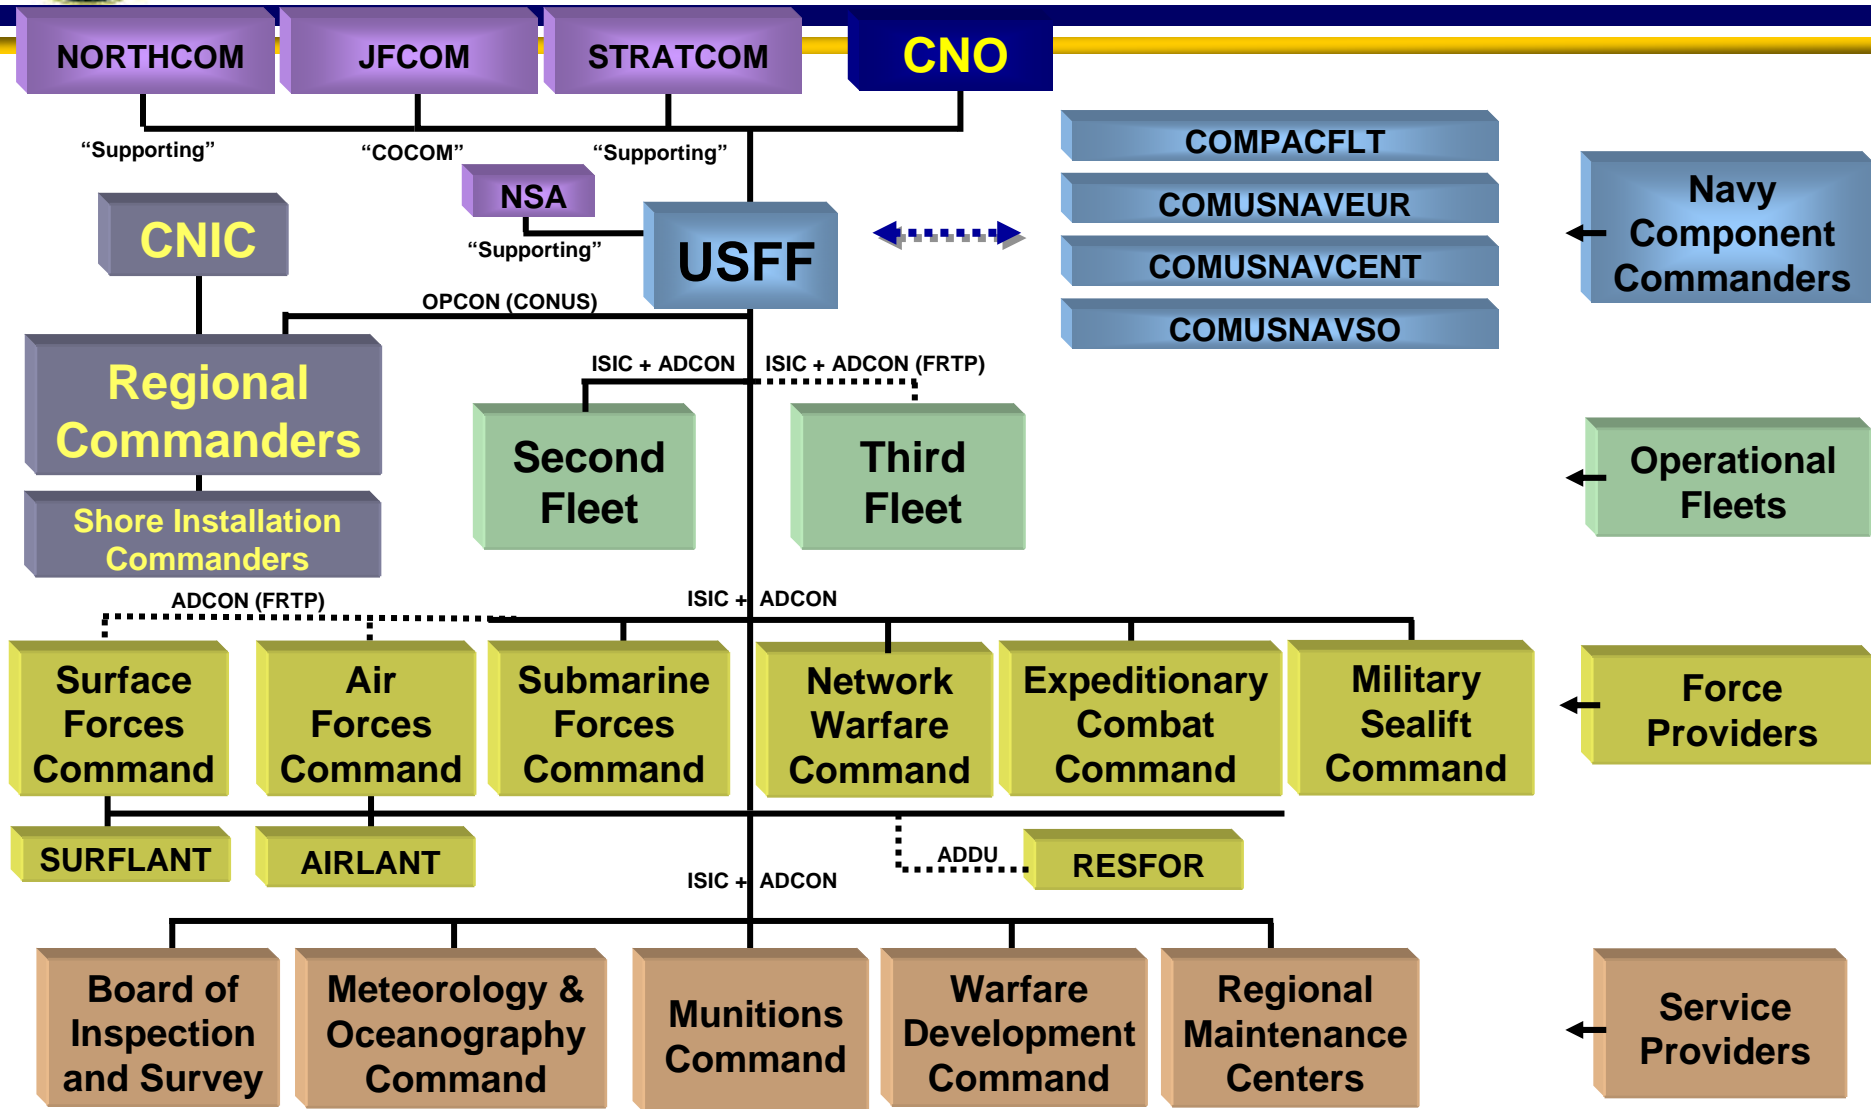 NORTHCOM
JFCOM
STRATCOM
CNO
“Supporting”
“COCOM”
“Supporting”
NSA
“Supporting”
CNIC
USFF
COMPACFLT
COMUSNAVEUR
COMUSNAVCENT
COMUSNAVSO
Navy
Component
Commanders
OPCON (CONUS)
Regional
Commanders
Shore Installation
Commanders
ISIC + ADCON
ISIC + ADCON (FRTP)
Second
Fleet
Third
Fleet
Operational
Fleets
ADCON (FRTP)
ISIC + ADCON
Surface
Forces
Command
Air
Forces
Command
Submarine
Forces
Command
Network
Warfare
Command
Expeditionary
Combat
Command
Military
Sealift
Command
Force
Providers
SURFLANT
AIRLANT
ADDU
RESFOR
ISIC + ADCON
Board of
Inspection
and Survey
Meteorology &
Oceanography
Command
Munitions
Command
Warfare
Development
Command
Regional
Maintenance
Centers
Service
Providers